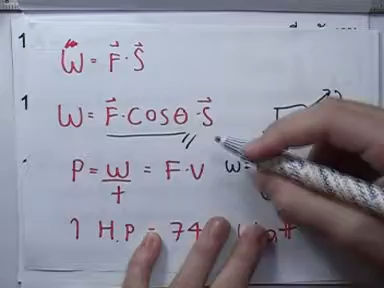 1 W = F⃗ · S⃗
1 W = F⃗ · COSθ · S⃗
P = W/t = F · V W =
1 H.P = 74